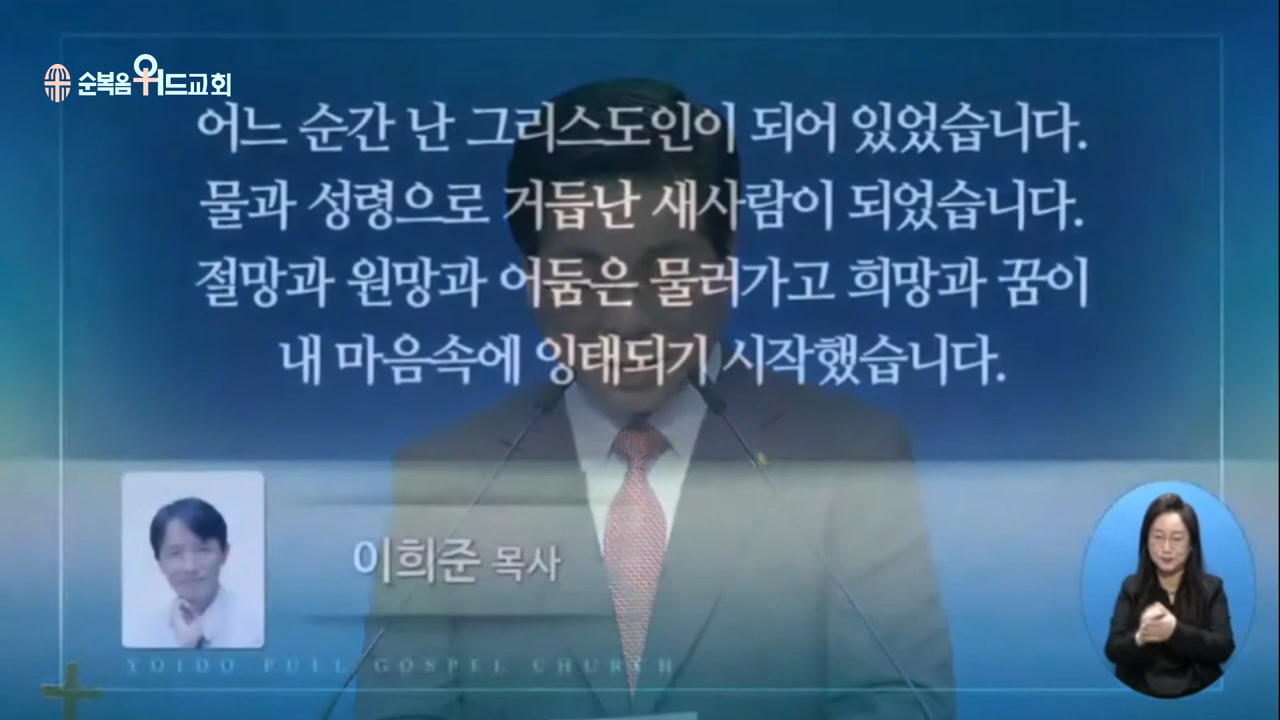 순복음위드교회
어느 순간 난 그리스도인이 되어 있었습니다.
물과 성령으로 거듭난 새사람이 되었습니다.
절망과 원망과 어둠은 물러가고 희망과 꿈이
내 마음속에 잉태되기 시작했습니다.
이희준 목사
YOIDO FULL GOSPEL CHURCH